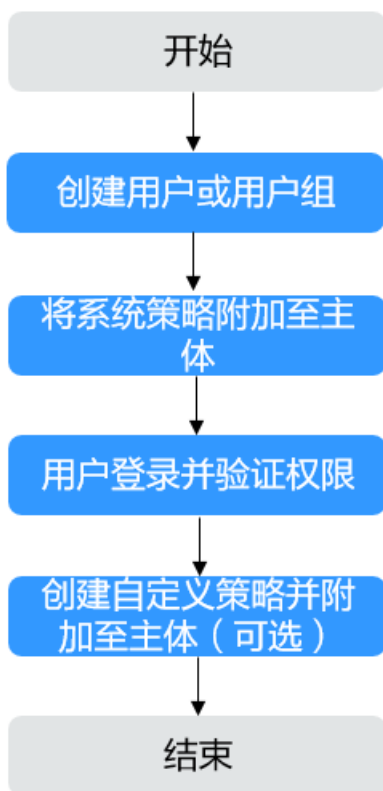 开始
创建用户或用户组
将系统策略附加至主
体
用户登录并验证权限
创建自定义策略并附
加至主体（可选）
结束